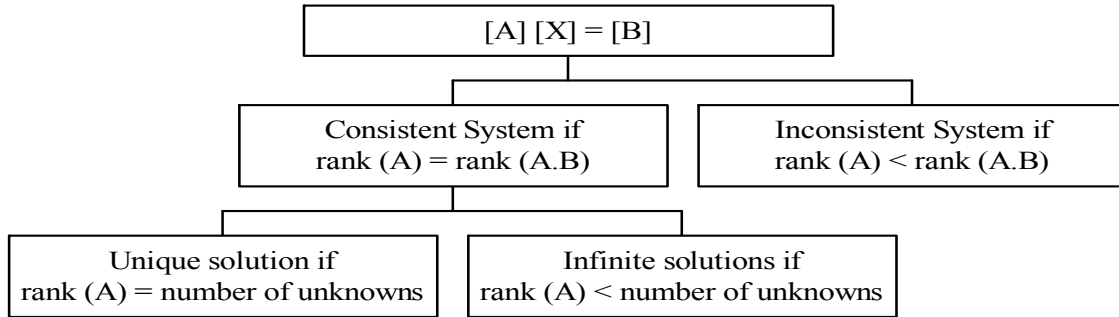 [A] [X] = [B]
Consistent System if
rank (A) = rank (A.B)
Inconsistent System if
rank (A) < rank (A.B)
Unique solution if
rank (A) = number of unknowns
Infinite solutions if
rank (A) < number of unknowns